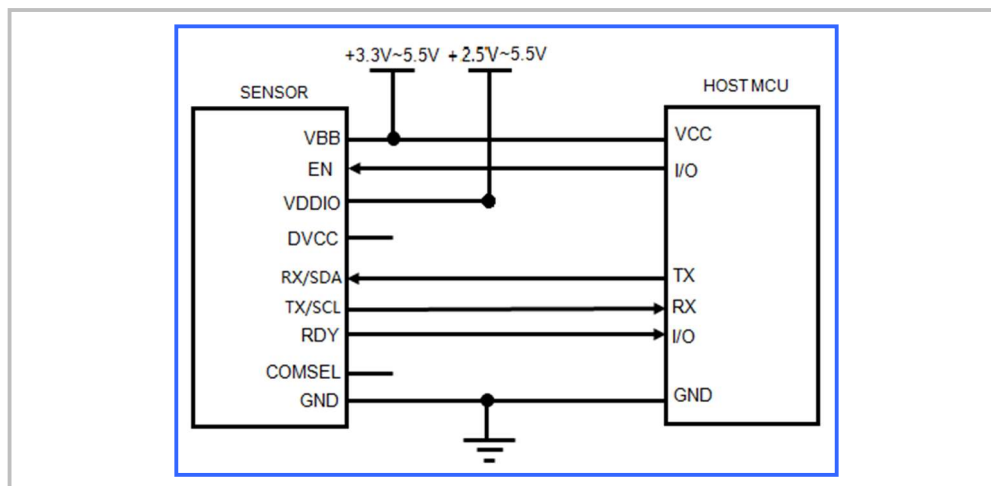 +3.3V~5.5V +2.5V~5.5V
SENSOR
HOST MCU
VBB
VCC
EN
I/O
VDDIO
DVCC
RX/SDA
TX
TX/SCL
RX
RDY
I/O
COMSEL
GND
GND